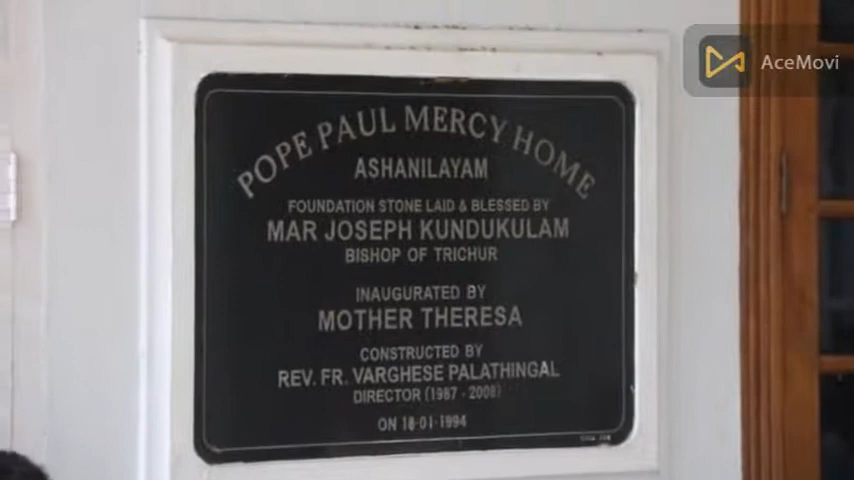 AceMovi
POPE PAUL MERCY HOME
ASHANILAYAM
FOUNDATION STONE LAID & BLESSED BY
MAR JOSEPH KUNDUKULAM
BISHOP OF TRICHUR
INAUGURATED BY
MOTHER THERESA
CONSTRUCTED BY
REV. FR. VARGHESE PALATHINGAL
DIRECTOR (1987 - 2008)
ON 18-01-1994